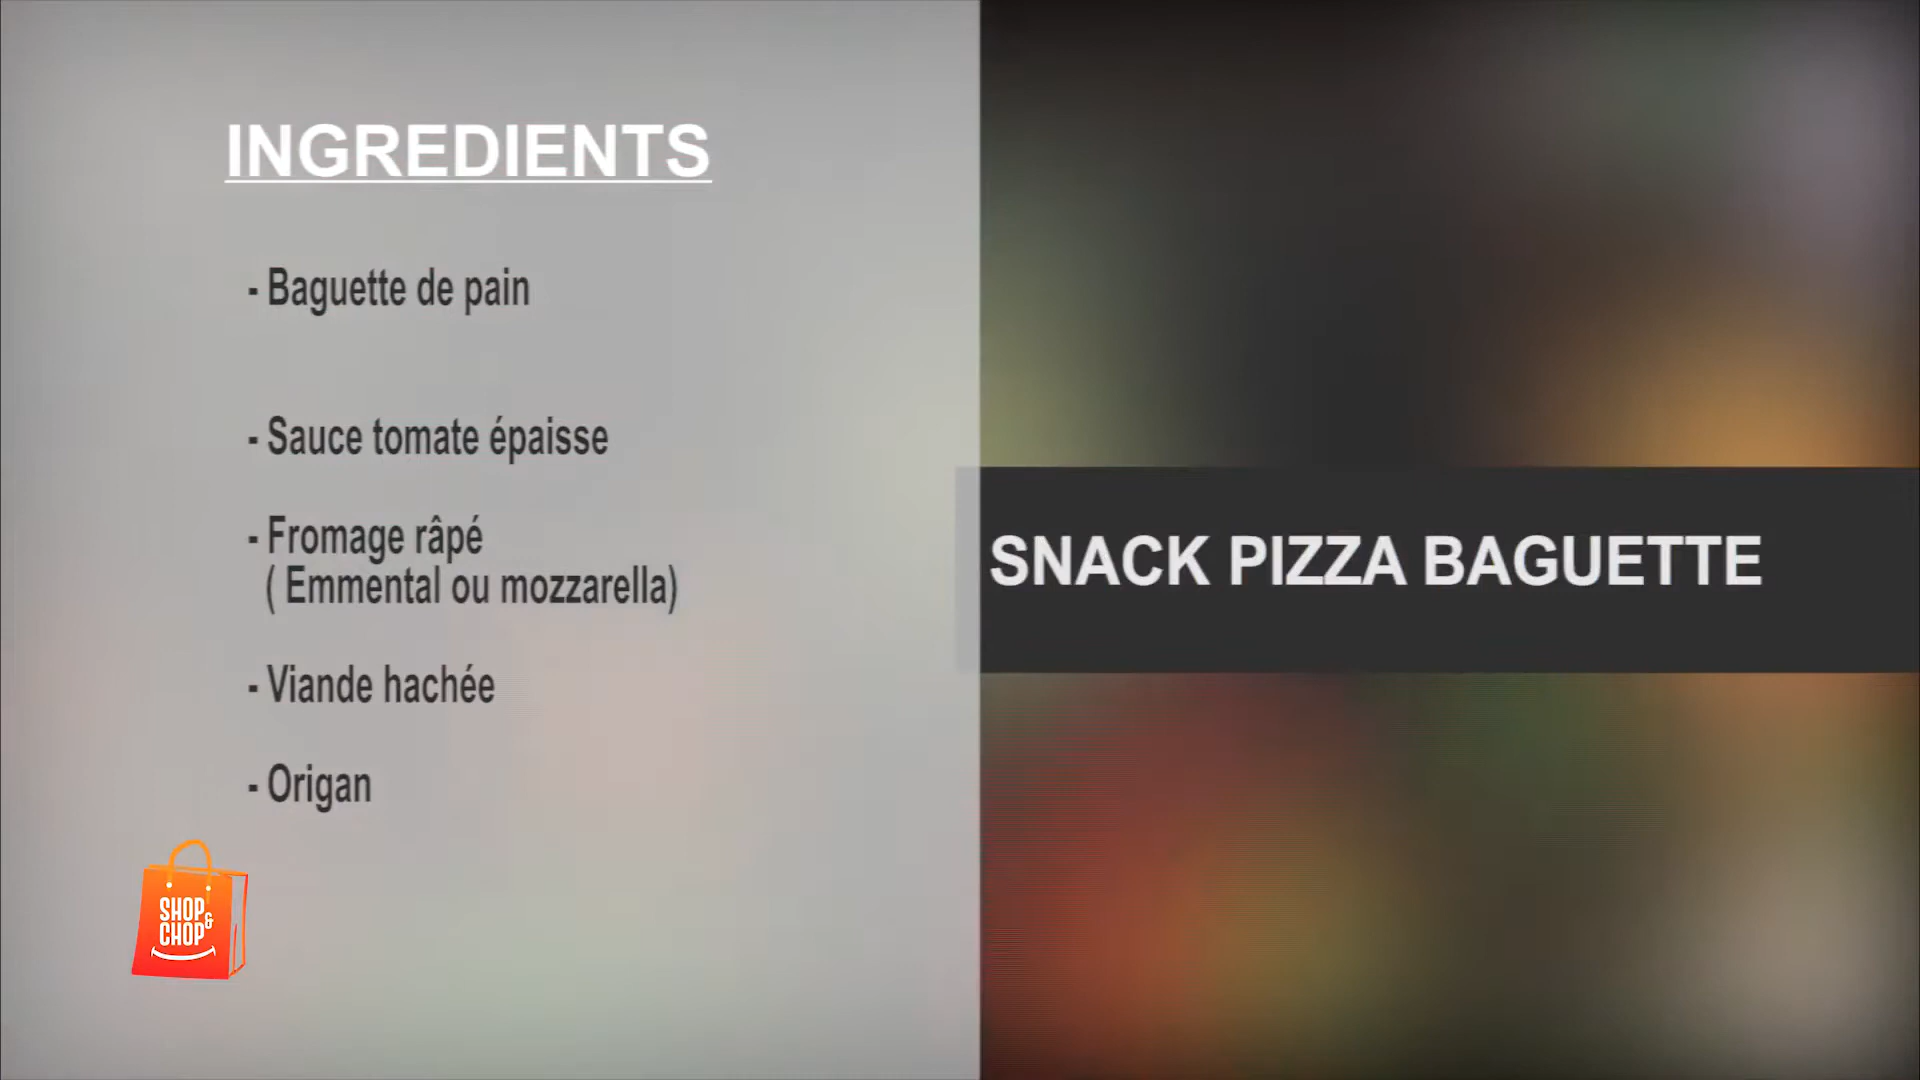 INGREDIENTS
- Baguette de pain
- Sauce tomate épaisse
- Fromage râpé
( Emmental ou mozzarella)
- Viande hachée
- Origan
SNACK PIZZA BAGUETTE
SHOP &
CHOP